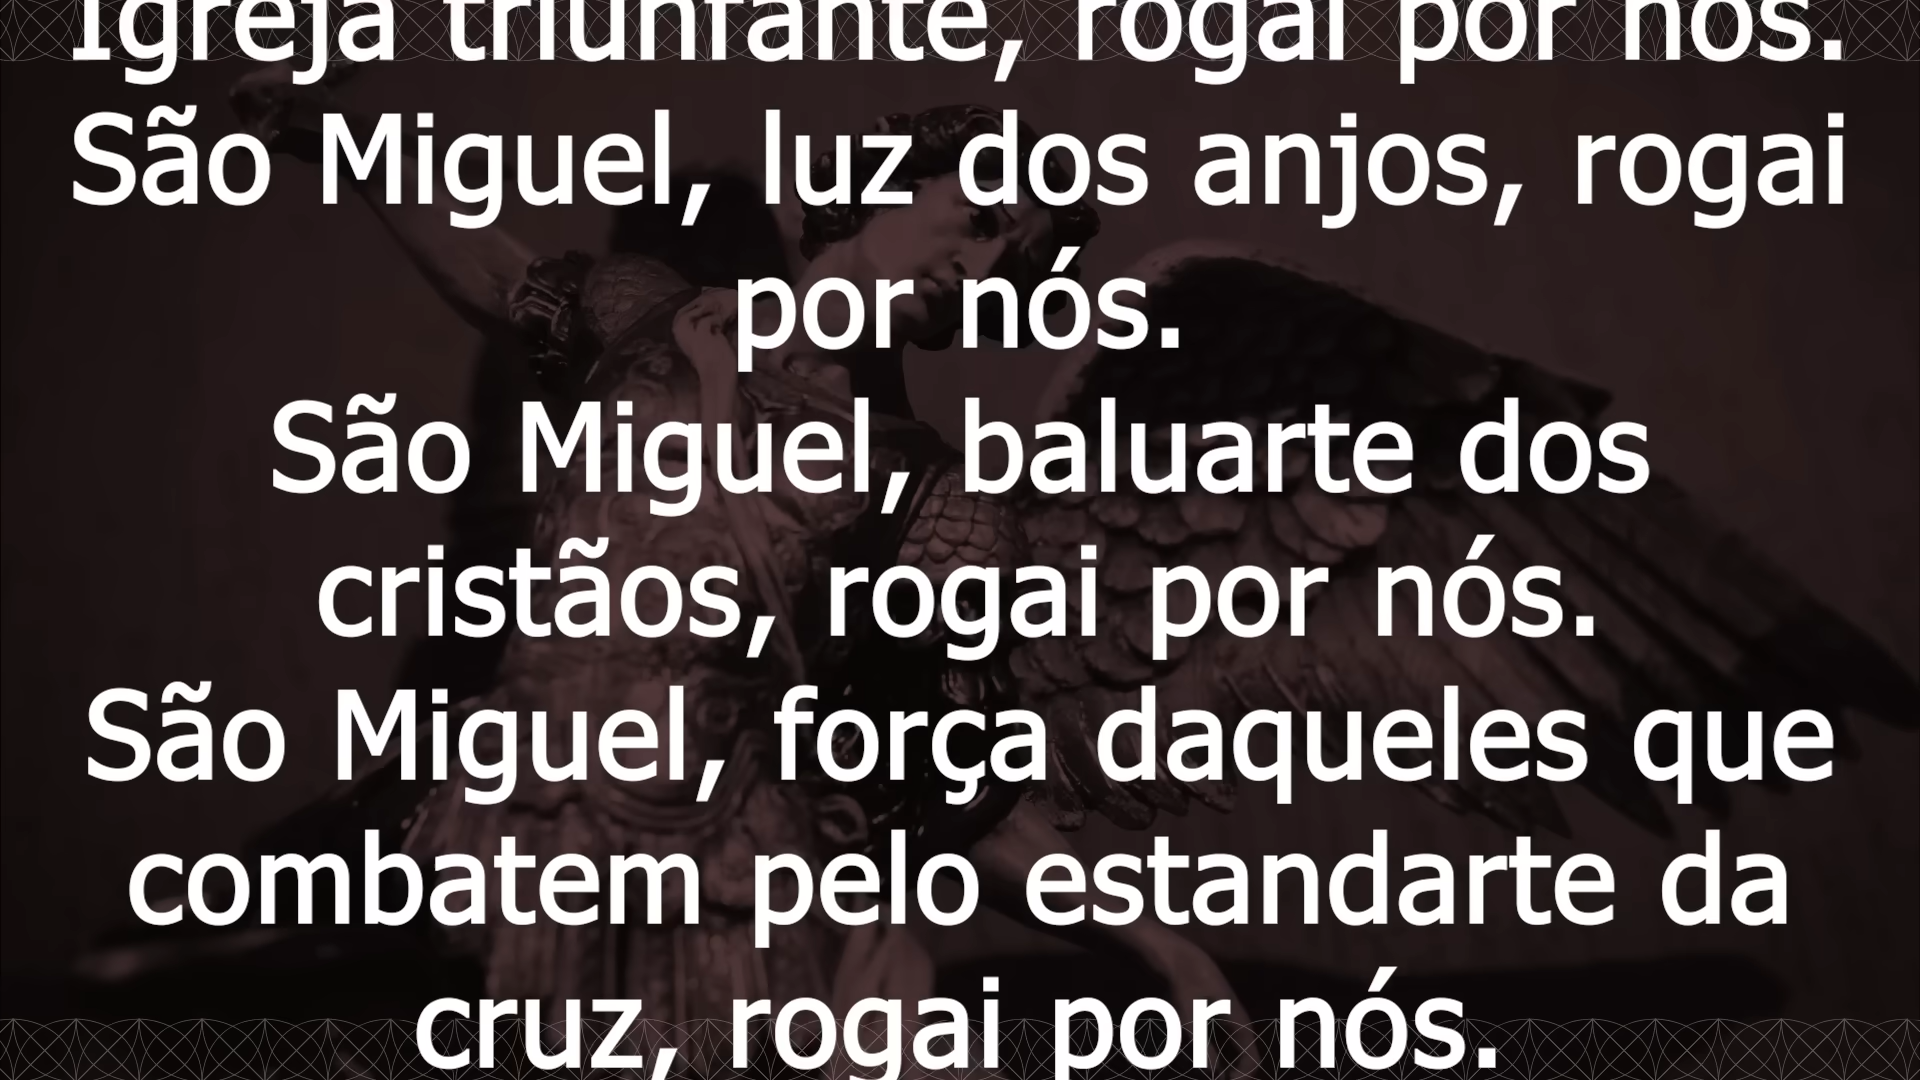 Igreja triunfante, rogai por nós.
São Miguel, luz dos anjos, rogai
por nós.
São Miguel, baluarte dos
cristãos, rogai por nós.
São Miguel, força daqueles que
combatem pelo estandarte da
cruz, rogai por nós.